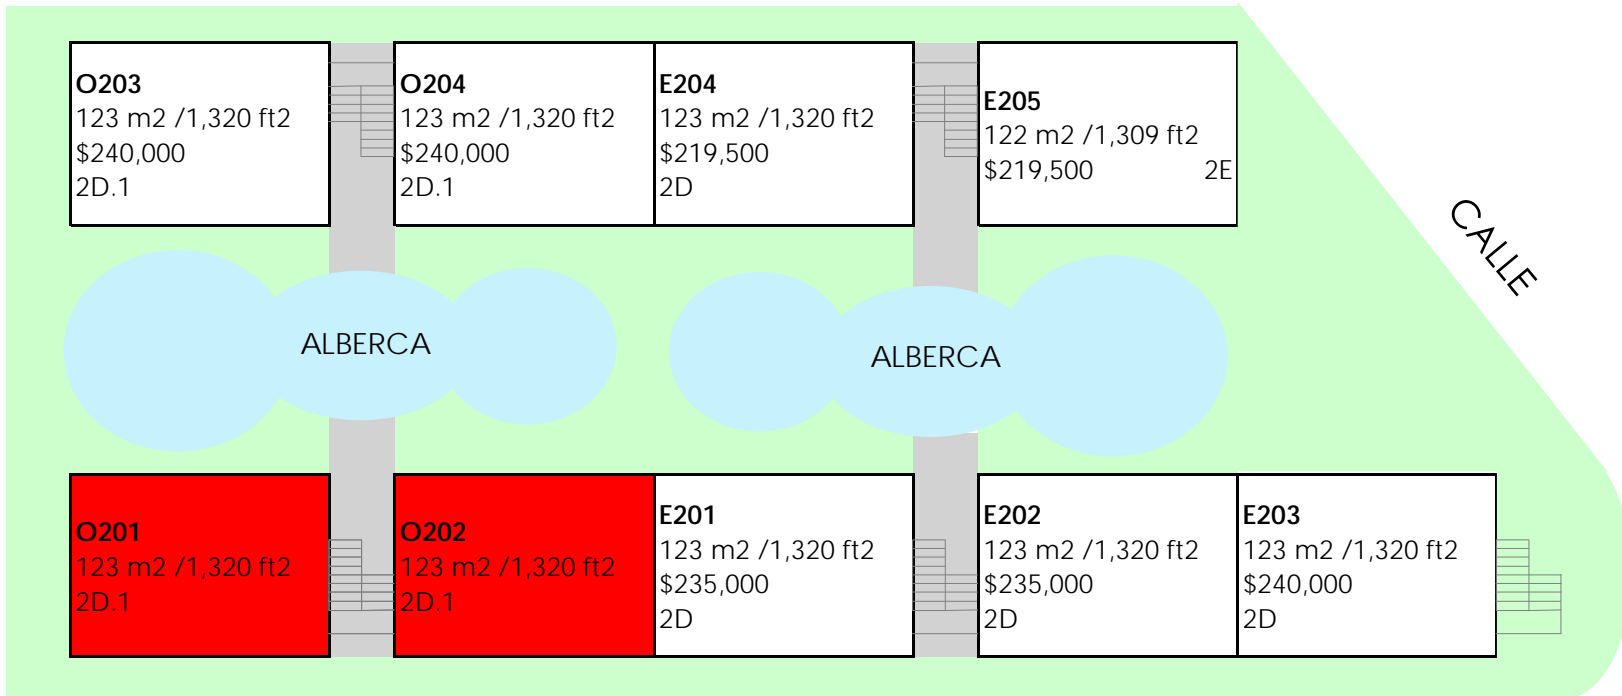 O203
123 m2 /1,320 ft2
$240,000
2D.1
O204
123 m2 /1,320 ft2
$240,000
2D.1
E204
123 m2 /1,320 ft2
$219,500
2D
E205
122 m2 /1,309 ft2
$219,500 2E
CALLE
ALBERCA
ALBERCA
O201
123 m2 /1,320 ft2
2D.1
O202
123 m2 /1,320 ft2
2D.1
E201
123 m2 /1,320 ft2
$235,000
2D
E202
123 m2 /1,320 ft2
$235,000
2D
E203
123 m2 /1,320 ft2
$240,000
2D